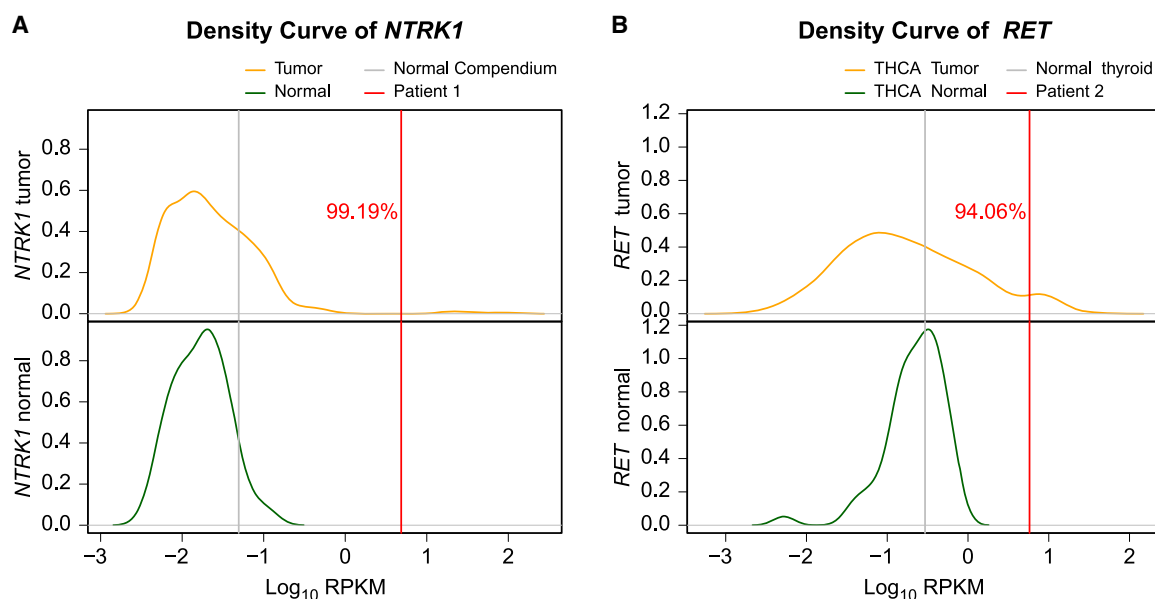 A
Density Curve of NTRK1
Tumor
Normal Compendium
Normal
Patient 1
NTRK1 tumor
0.8
0.6
0.4
0.2
0.0
99.19%
NTRK1 normal
0.8
0.6
0.4
0.2
0.0
−3 −2 −1 0 1 2
Log10 RPKM
B
Density Curve of RET
THCA Tumor
Normal thyroid
THCA Normal
Patient 2
RET tumor
1.2
1.0
0.8
0.6
0.4
0.2
0.0
94.06%
RET normal
1.2
1.0
0.8
0.6
0.4
0.2
0.0
−3 −2 −1 0 1 2
Log10 RPKM